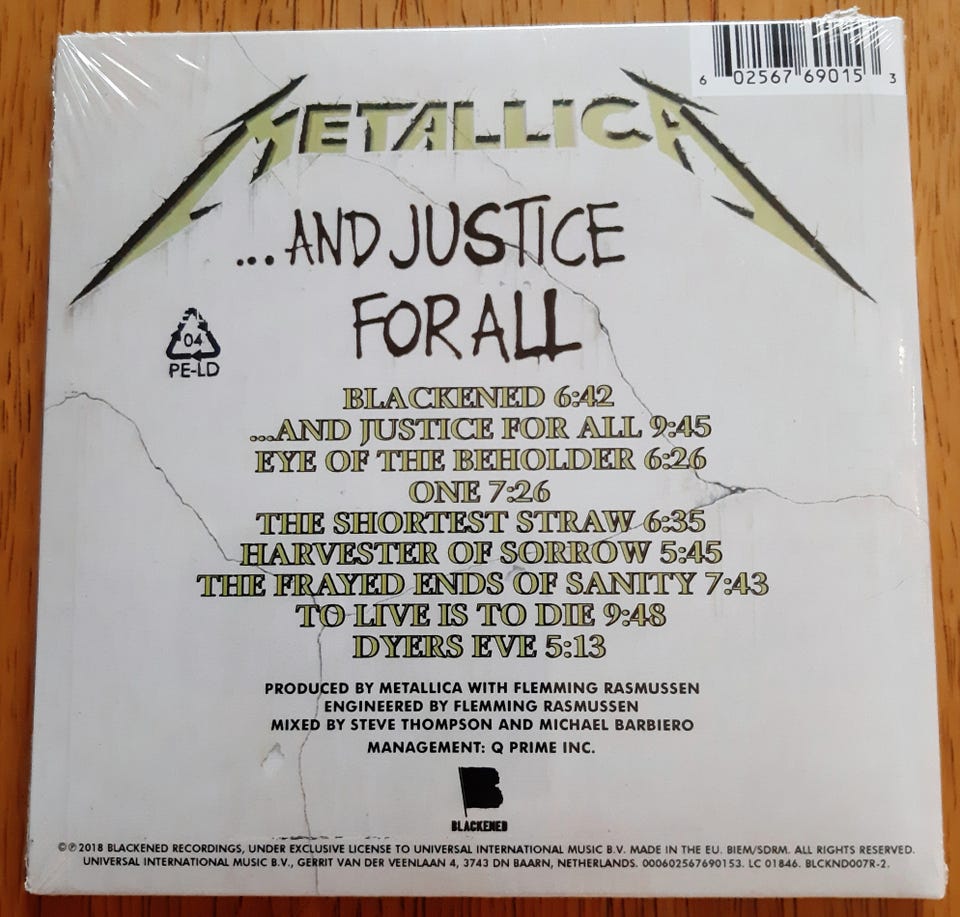 6 02567 69015 3
METALLICA
...AND JUSTICE
FOR ALL
04
PE-LD
BLACKENED 6:42
...AND JUSTICE FOR ALL 9:45
EYE OF THE BEHOLDER 6:26
ONE 7:26
THE SHORTEST STRAW 6:35
HARVESTER OF SORROW 5:45
THE FRAYED ENDS OF SANITY 7:43
TO LIVE IS TO DIE 9:48
DYERS EVE 5:13
PRODUCED BY METALLICA WITH FLEMMING RASMUSSEN
ENGINEERED BY FLEMMING RASMUSSEN
MIXED BY STEVE THOMPSON AND MICHAEL BARBIERO
MANAGEMENT: Q PRIME INC.
B
BLACKENED
©℗2018 BLACKENED RECORDINGS, UNDER EXCLUSIVE LICENSE TO UNIVERSAL INTERNATIONAL MUSIC B.V. MADE IN THE EU. BIEM/SDRM. ALL RIGHTS RESERVED.
UNIVERSAL INTERNATIONAL MUSIC B.V., GERRIT VAN DER VEENLAAN 4, 3743 DN BAARN, NETHERLANDS. 000602567690153. LC 01846. BLCKND007R-2.